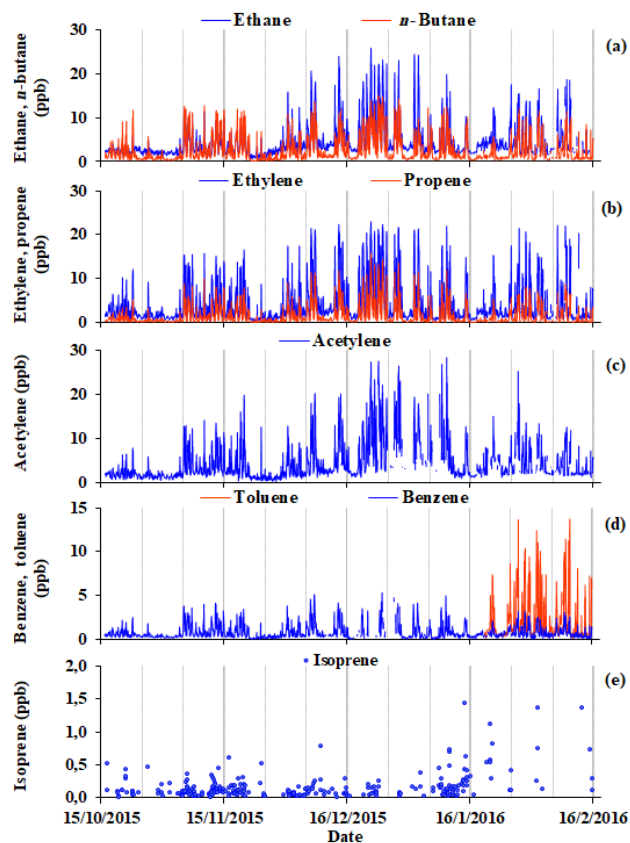 Ethane n-Butane
30
20
10
0
Ethane, n-butane
(ppb)
(a)
Ethylene Propene
30
20
10
0
Ethylene, propene
(ppb)
(b)
Acetylene
30
20
10
0
Acetylene (ppb)
(c)
Toluene Benzene
15
10
5
0
Benzene, toluene
(ppb)
(d)
Isoprene
2,0
1,5
1,0
0,5
0,0
Isoprene (ppb)
(e)
15/10/2015 15/11/2015 16/12/2015 16/1/2016 16/2/2016
Date